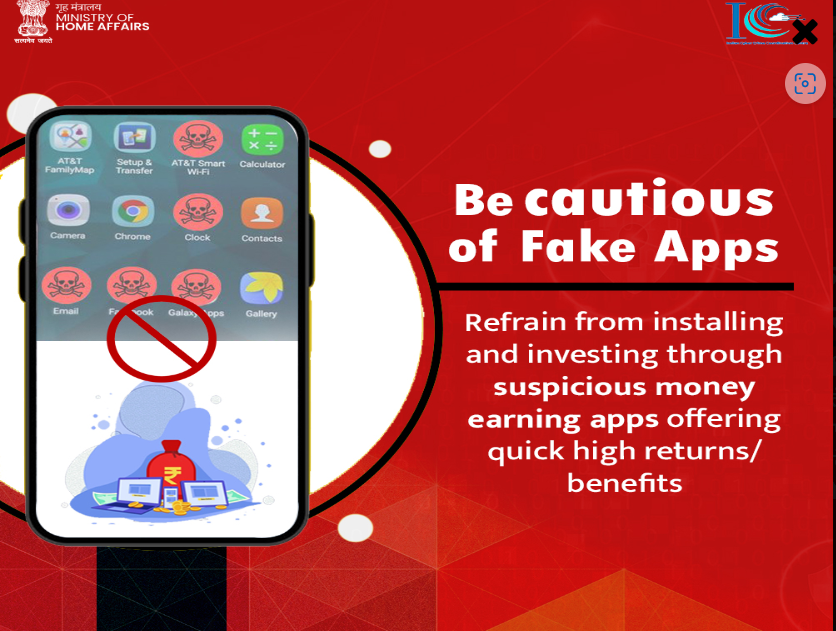 गृह मंत्रालय
MINISTRY OF
HOME AFFAIRS
सत्यमेव जयते
Be cautious
of Fake Apps
Refrain from installing
and investing through
suspicious money
earning apps offering
quick high returns/
benefits
AT&T
FamilyMap
Setup &
Transfer
AT&T Smart
Wi-Fi
Calculator
Camera
Chrome
Clock
Contacts
Email
Gallery
₹